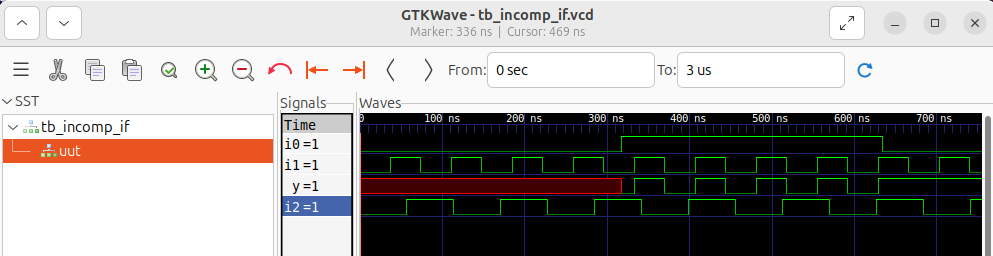 GTKWave - tb_incomp_if.vcd
Marker: 336 ns | Cursor: 469 ns
From: 0 sec To: 3 us
SST
Signals
Waves
tb_incomp_if
uut
Time
0 100 ns 200 ns 300 ns 400 ns 500 ns 600 ns 700 ns
i0 =1
i1 =1
y =1
i2 =1